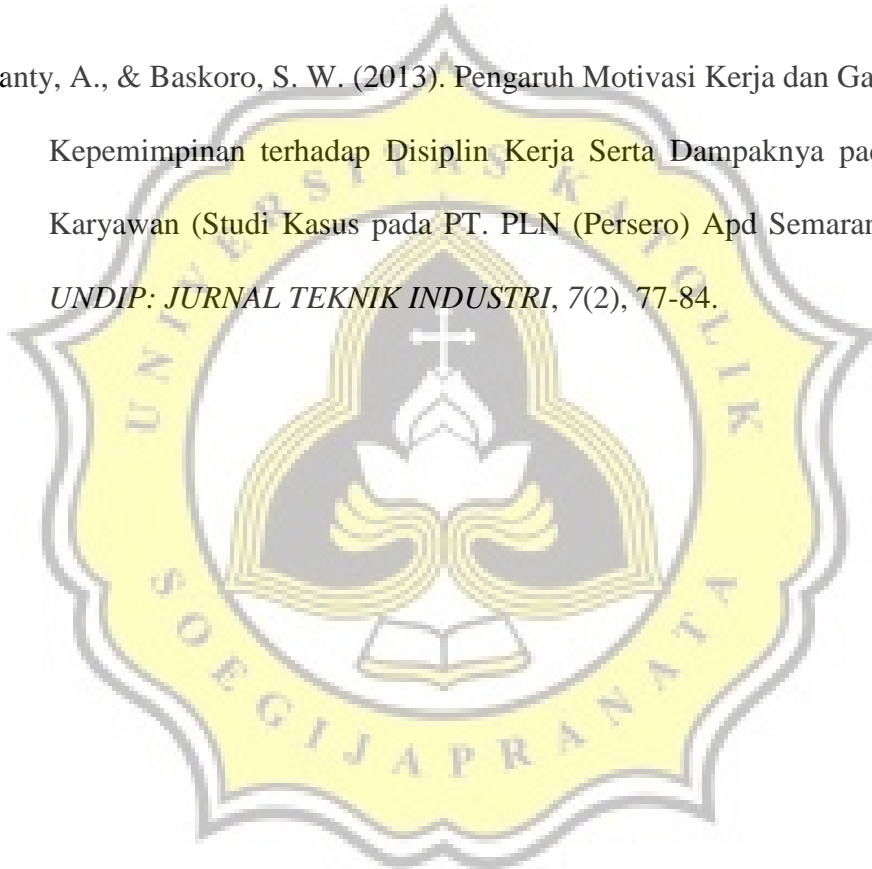 anty, A., & Baskoro, S. W. (2013). Pengaruh Motivasi Kerja dan Ga
Kepemimpinan terhadap Disiplin Kerja Serta Dampaknya pad
Karyawan (Studi Kasus pada PT. PLN (Persero) Apd Semaran
UNDIP: JURNAL TEKNIK INDUSTRI, 7(2), 77-84.
UNIVERSITAS KATOLIK
SOEGIJAPRANATA